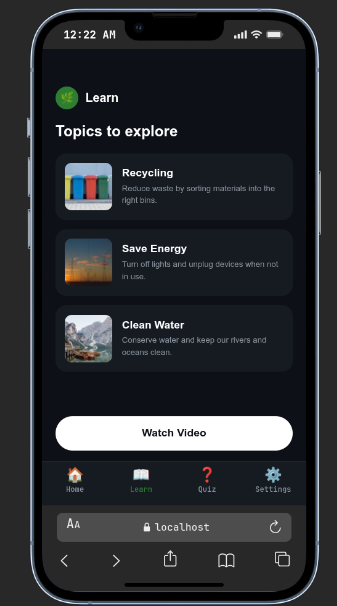 12:22 AM
Learn
Topics to explore
Recycling
Reduce waste by sorting materials into the
right bins.
Save Energy
Turn off lights and unplug devices when not
in use.
Clean Water
Conserve water and keep our rivers and
oceans clean.
Watch Video
Home
Learn
Quiz
Settings
AA
localhost